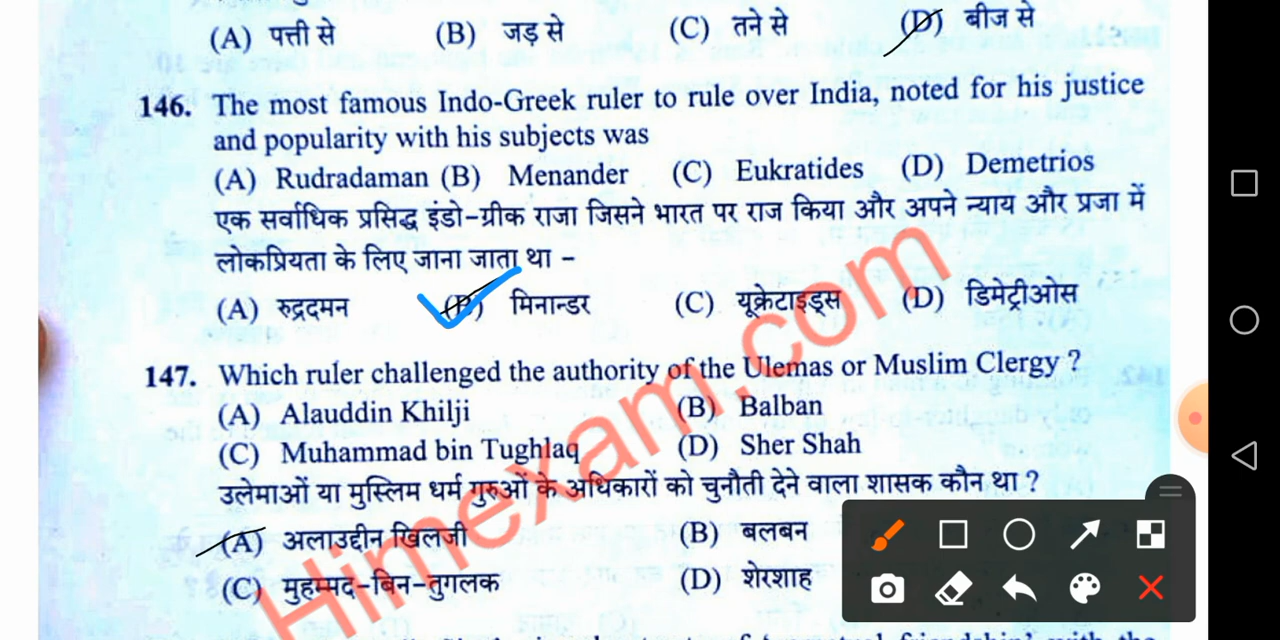 (A) पत्ती से (B) जड़ से (C) तने से (D) बीज से
146. The most famous Indo-Greek ruler to rule over India, noted for his justice
and popularity with his subjects was
(A) Rudradaman (B) Menander (C) Eukratides (D) Demetrios
एक सर्वाधिक प्रसिद्ध इंडो-ग्रीक राजा जिसने भारत पर राज किया और अपने न्याय और प्रजा में
लोकप्रियता के लिए जाना जाता था –
(A) रुद्रदमन (B) मिनान्डर (C) यूक्रेटाइड्स (D) डिमेट्रीओस
147. Which ruler challenged the authority of the Ulemas or Muslim Clergy ?
(A) Alauddin Khilji (B) Balban
(C) Muhammad bin Tughlaq (D) Sher Shah
उलेमाओं या मुस्लिम धर्म गुरुओं के अधिकारों को चुनौती देने वाला शासक कौन था ?
(A) अलाउद्दीन खिलजी (B) बलबन
(C) मुहम्मद-बिन-तुगलक (D) शेरशाह
Himexam.com